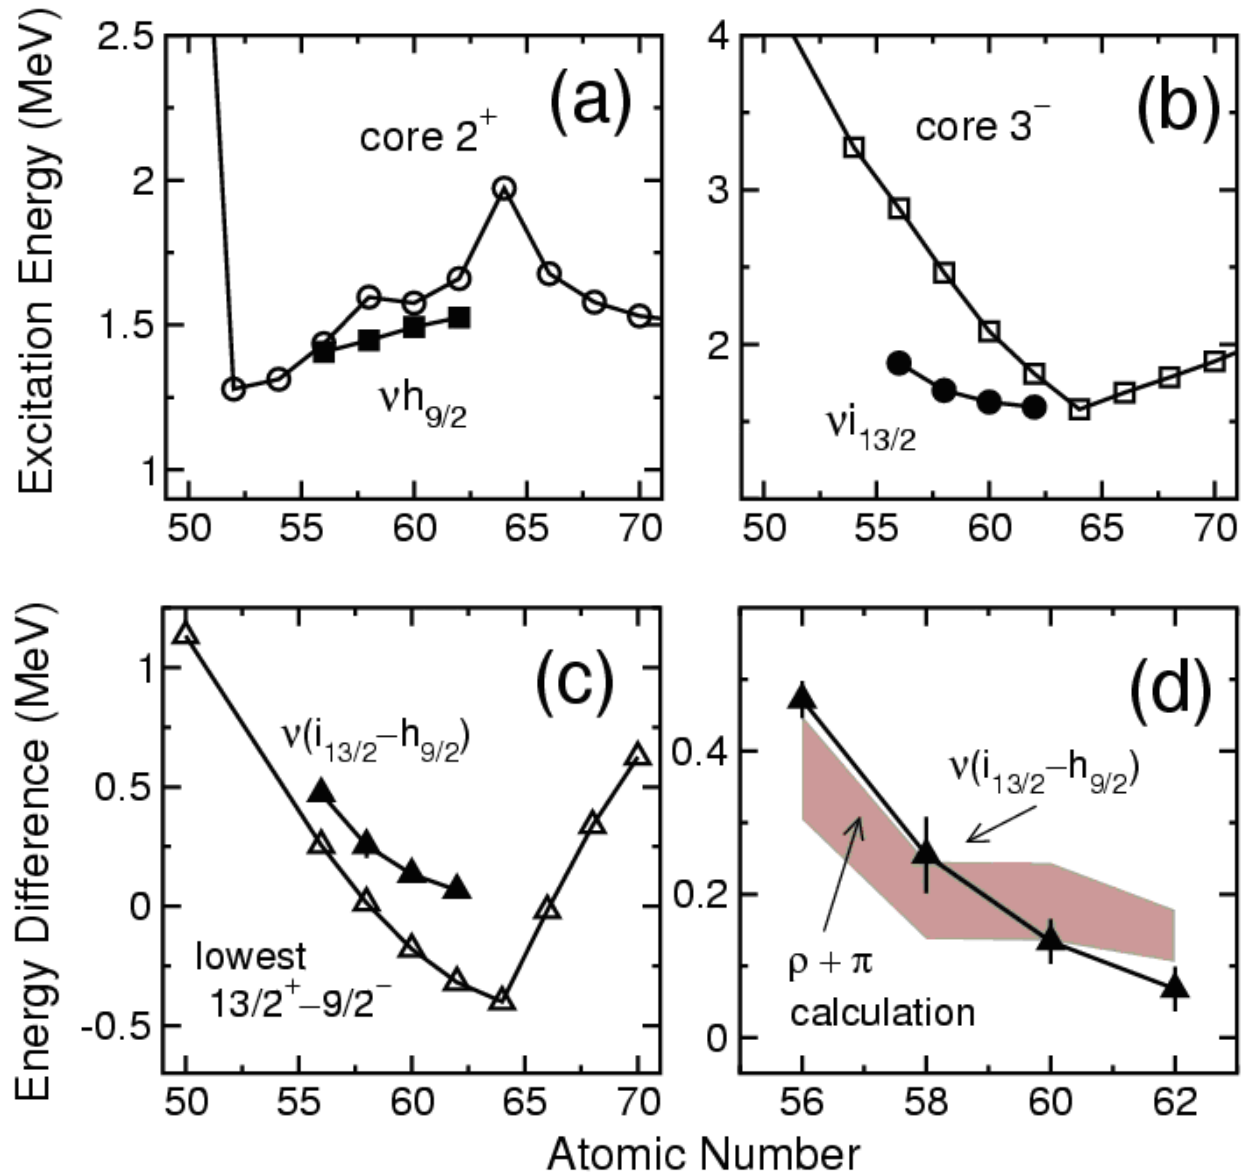 Excitation Energy (MeV)
2.5
2
1.5
1
(a)
core 2⁺
νh₉/₂
50 55 60 65 70
4
3
2
(b)
core 3⁻
νi₁₃/₂
50 55 60 65 70
Energy Difference (MeV)
1
0.5
0
-0.5
(c)
ν(i₁₃/₂−h₉/₂)
lowest
13/2⁺−9/2⁻
50 55 60 65 70
0.4
0.2
0
(d)
ν(i₁₃/₂−h₉/₂)
ρ + π
calculation
56 58 60 62
Atomic Number